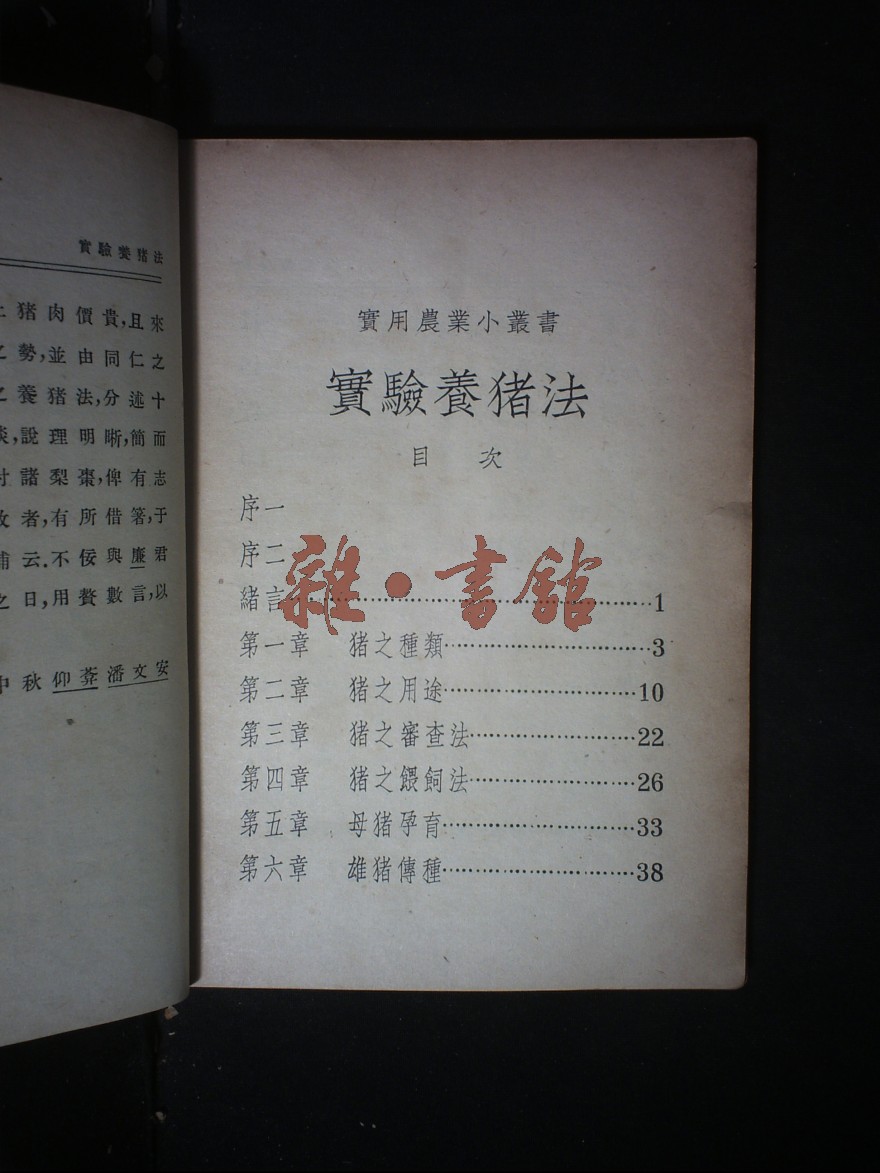 實驗養豬法
猪肉價貴,且來
勢,並由同仁之
養猪法,分述十
,說理明晰,簡而
諸梨棗,俾有志
者,有所借箸,于
云.不佞與廉君
日,用贅數言,以
秋仰葊潘文安
實用農業小叢書
實驗養猪法
目次
序一
序二
緒言……1
第一章 猪之種類……3
第二章 猪之用途……10
第三章 猪之審查法……22
第四章 猪之餵飼法……26
第五章 母猪孕育……33
第六章 雄猪傳種……38
雜·書館